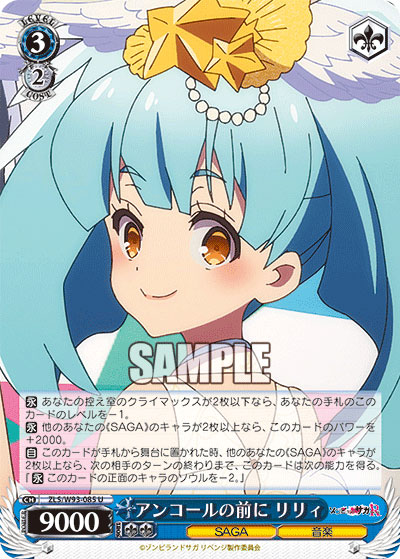 LEVEL
3
2
COST
SAMPLE
永 あなたの控え室のクライマックスが2枚以下なら、あなたの手札のこ
のカードのレベルを－1。
永 他のあなたの《SAGA》のキャラが2枚以上なら、このカードのパワーを
+2000。
自 このカードが手札から舞台に置かれた時、他のあなたの《SAGA》のキャラ
が2枚以上なら、次の相手のターンの終わりまで、このカードは次の能力を得る。
『永 このカードの正面のキャラのソウルを－2。』
CH ZLS/W93-085 U
POWER
9000
アンコールの前に リリィ
SAGA
音楽
©ゾンビランドサガ リベンジ製作委員会